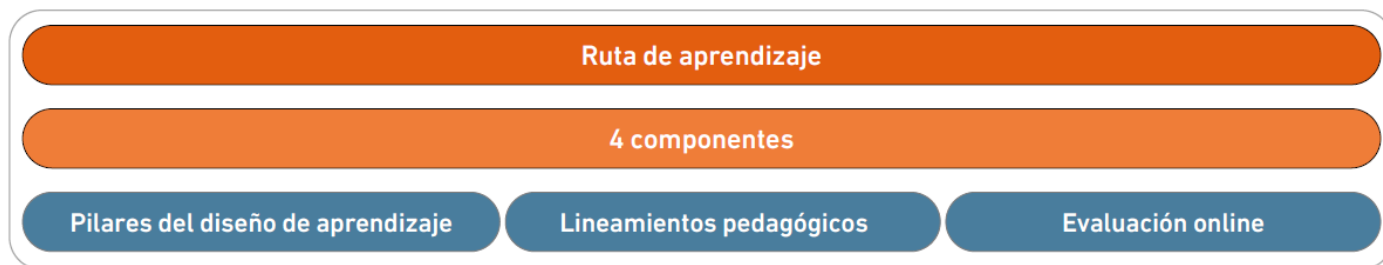 Ruta de aprendizaje
4 componentes
Pilares del diseño de aprendizaje
Lineamientos pedagógicos
Evaluación online